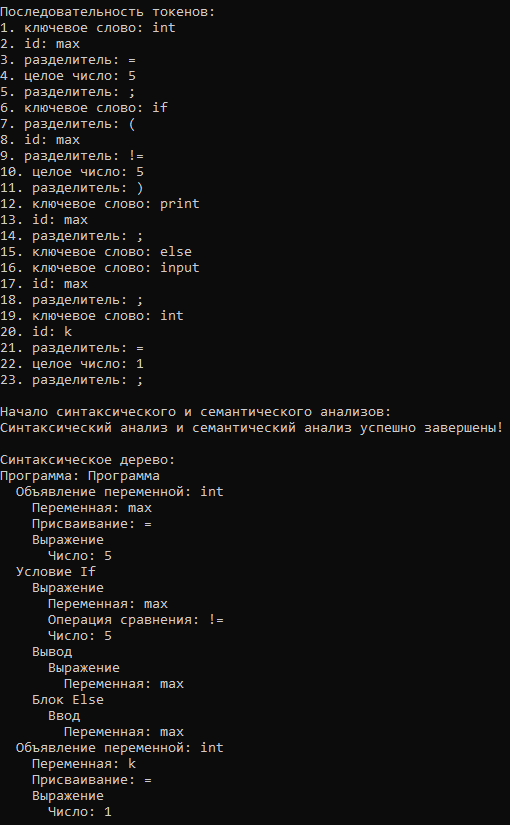 Последовательность токенов:
1. ключевое слово: int
2. id: max
3. разделитель: =
4. целое число: 5
5. разделитель: ;
6. ключевое слово: if
7. разделитель: (
8. id: max
9. разделитель: !=
10. целое число: 5
11. разделитель: )
12. ключевое слово: print
13. id: max
14. разделитель: ;
15. ключевое слово: else
16. ключевое слово: input
17. id: max
18. разделитель: ;
19. ключевое слово: int
20. id: k
21. разделитель: =
22. целое число: 1
23. разделитель: ;

Начало синтаксического и семантического анализов:
Синтаксический анализ и семантический анализ успешно завершены!

Синтаксическое дерево:
Программа: Программа
  Объявление переменной: int
    Переменная: max
    Присваивание: =
    Выражение
      Число: 5
  Условие If
    Выражение
      Переменная: max
      Операция сравнения: !=
      Число: 5
    Вывод
      Выражение
        Переменная: max
    Блок Else
      Ввод
        Переменная: max
  Объявление переменной: int
    Переменная: k
    Присваивание: =
    Выражение
      Число: 1